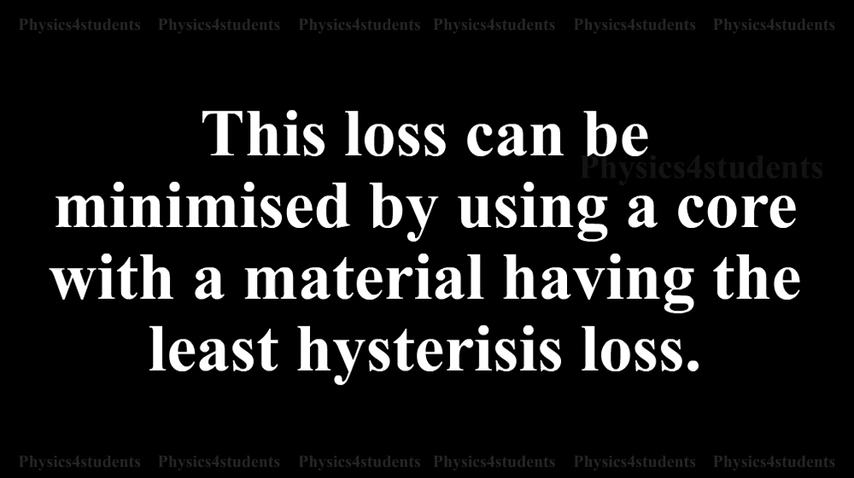 Physics4students Physics4students Physics4students Physics4students Physics4students Physics4students
This loss can be
Physics4students
minimised by using a core
with a material having the
least hysterisis loss.
Physics4students Physics4students Physics4students Physics4students Physics4students Physics4students